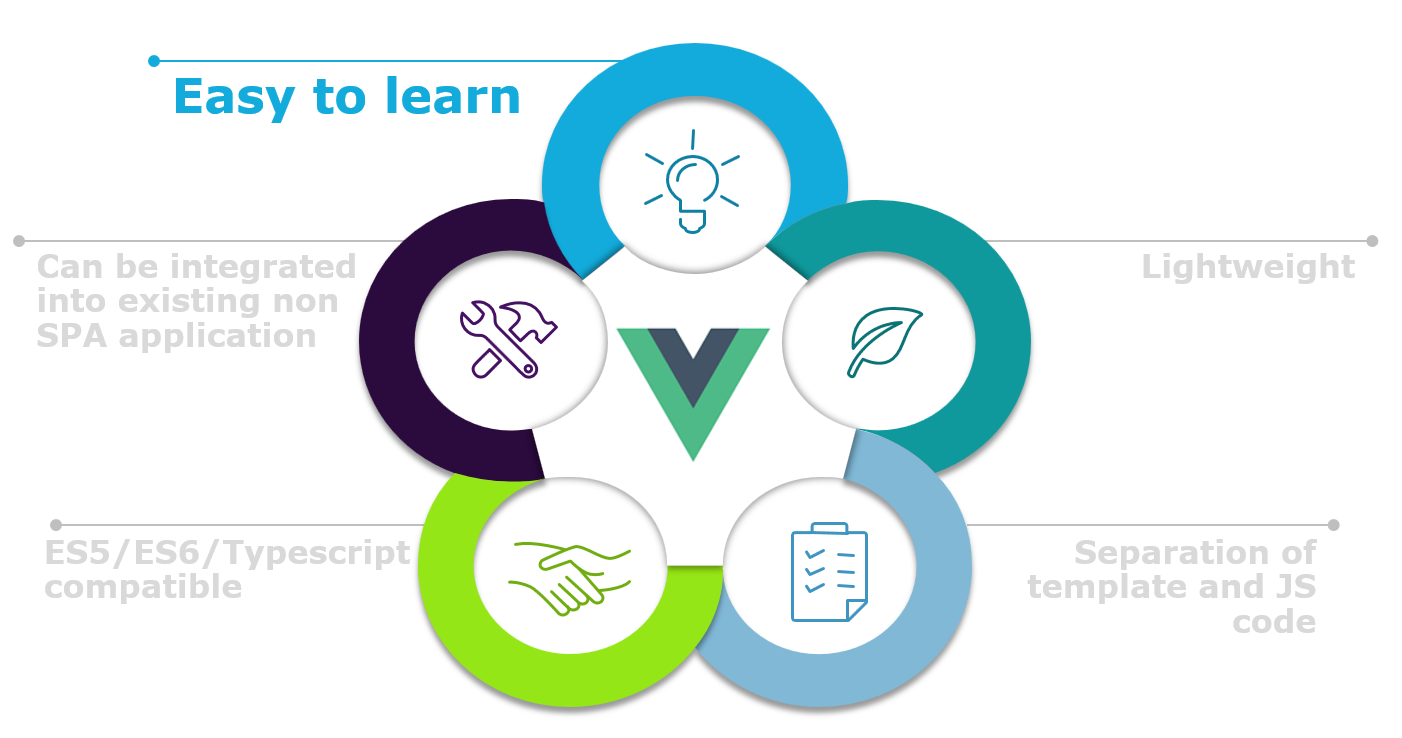 Easy to learn
Can be integrated
into existing non
SPA application
Lightweight
ES5/ES6/Typescript
compatible
Separation of
template and JS
code